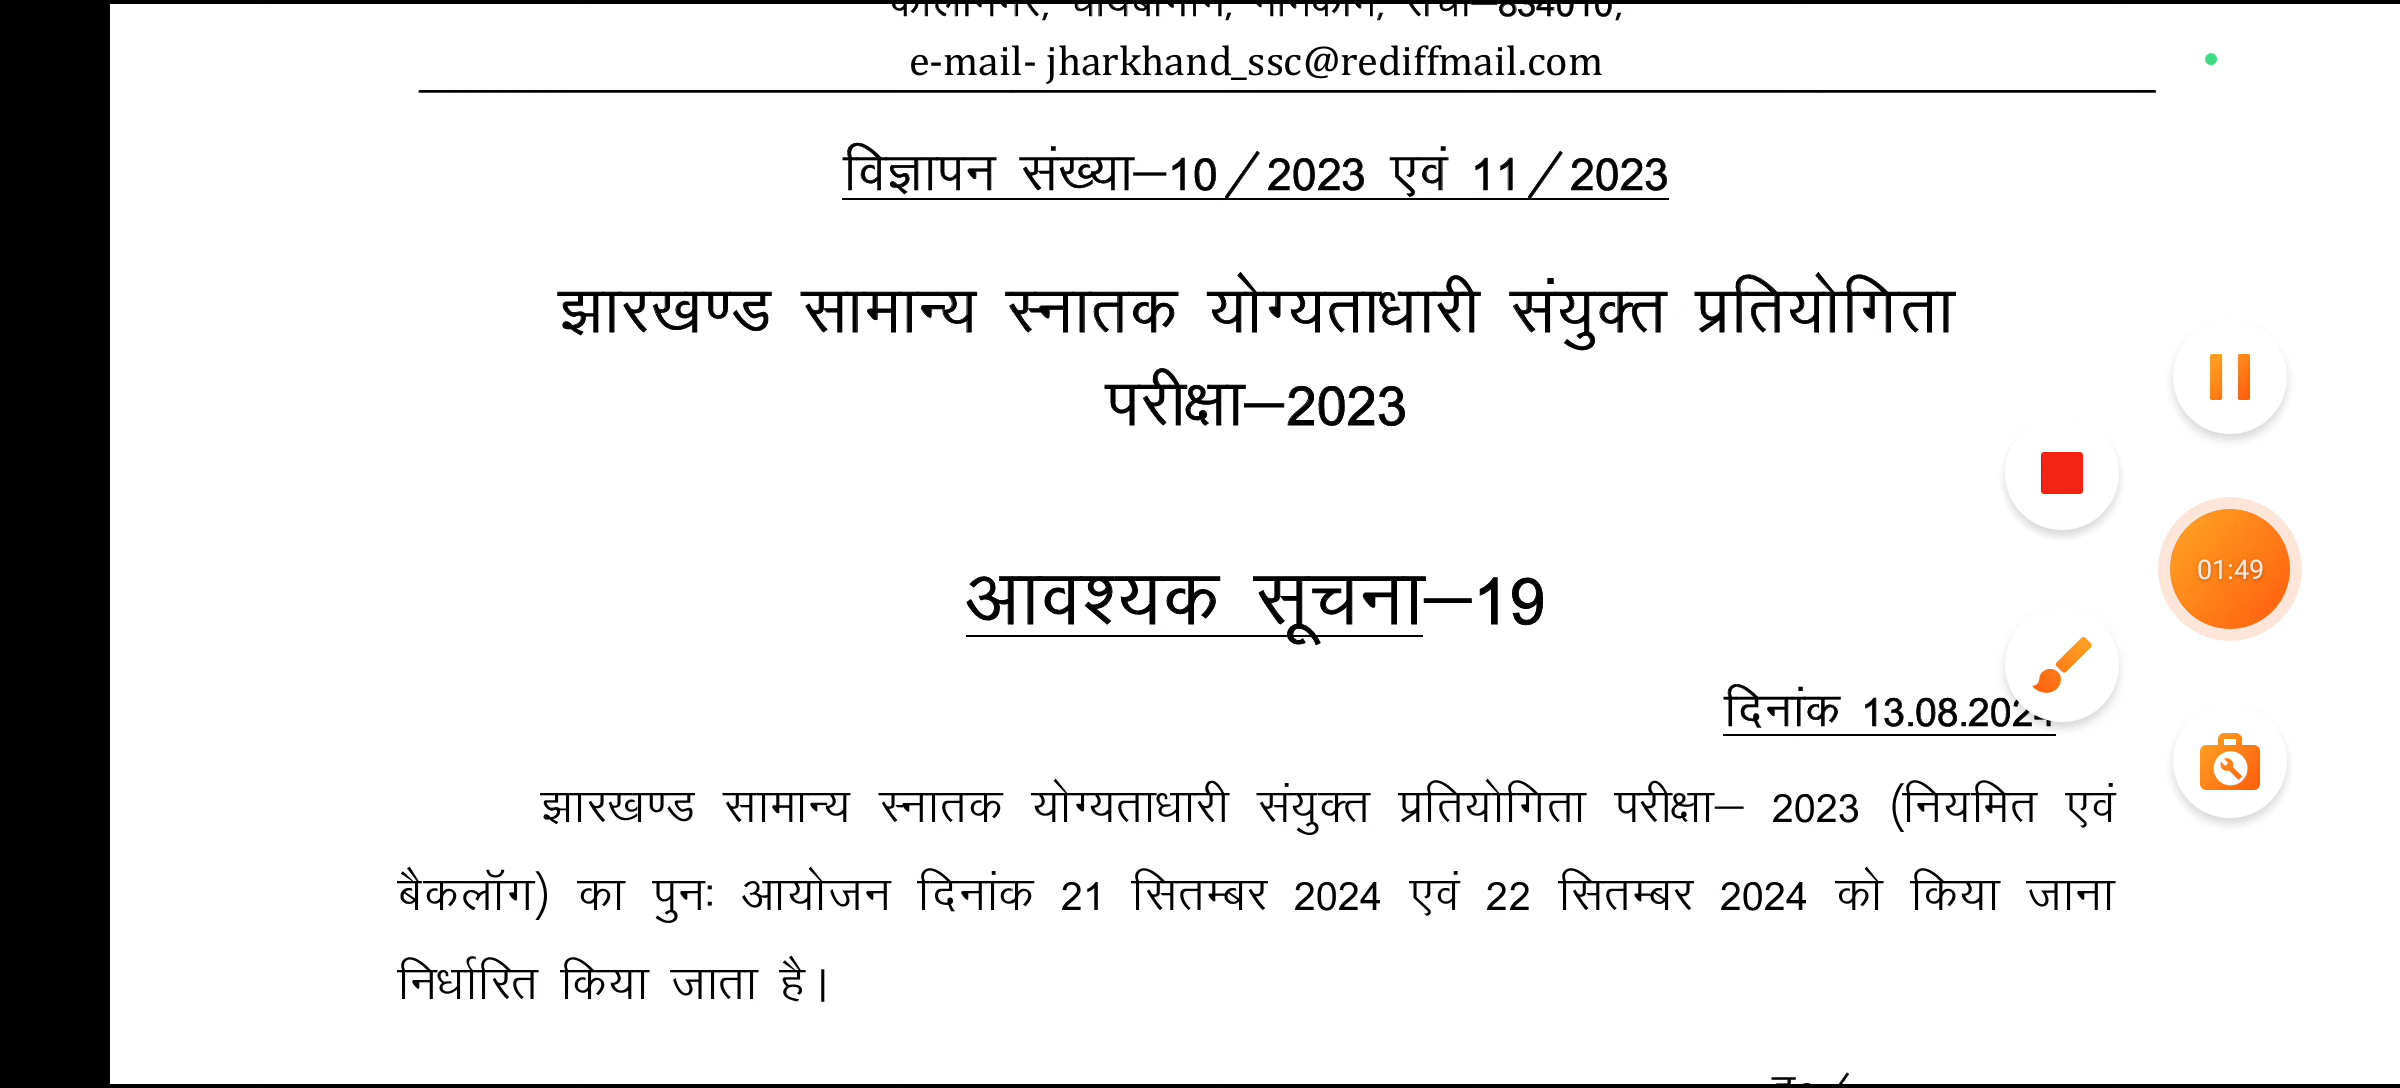 e-mail- jharkhand_ssc@rediffmail.com
विज्ञापन संख्या–10/2023 एवं 11/2023
झारखण्ड सामान्य स्नातक योग्यताधारी संयुक्त प्रतियोगिता
परीक्षा–2023
आवश्यक सूचना–19
01:49
दिनांक 13.08.2024
झारखण्ड सामान्य स्नातक योग्यताधारी संयुक्त प्रतियोगिता परीक्षा– 2023 (नियमित एवं
बैकलॉग) का पुनः आयोजन दिनांक 21 सितम्बर 2024 एवं 22 सितम्बर 2024 को किया जाना
निर्धारित किया जाता है।